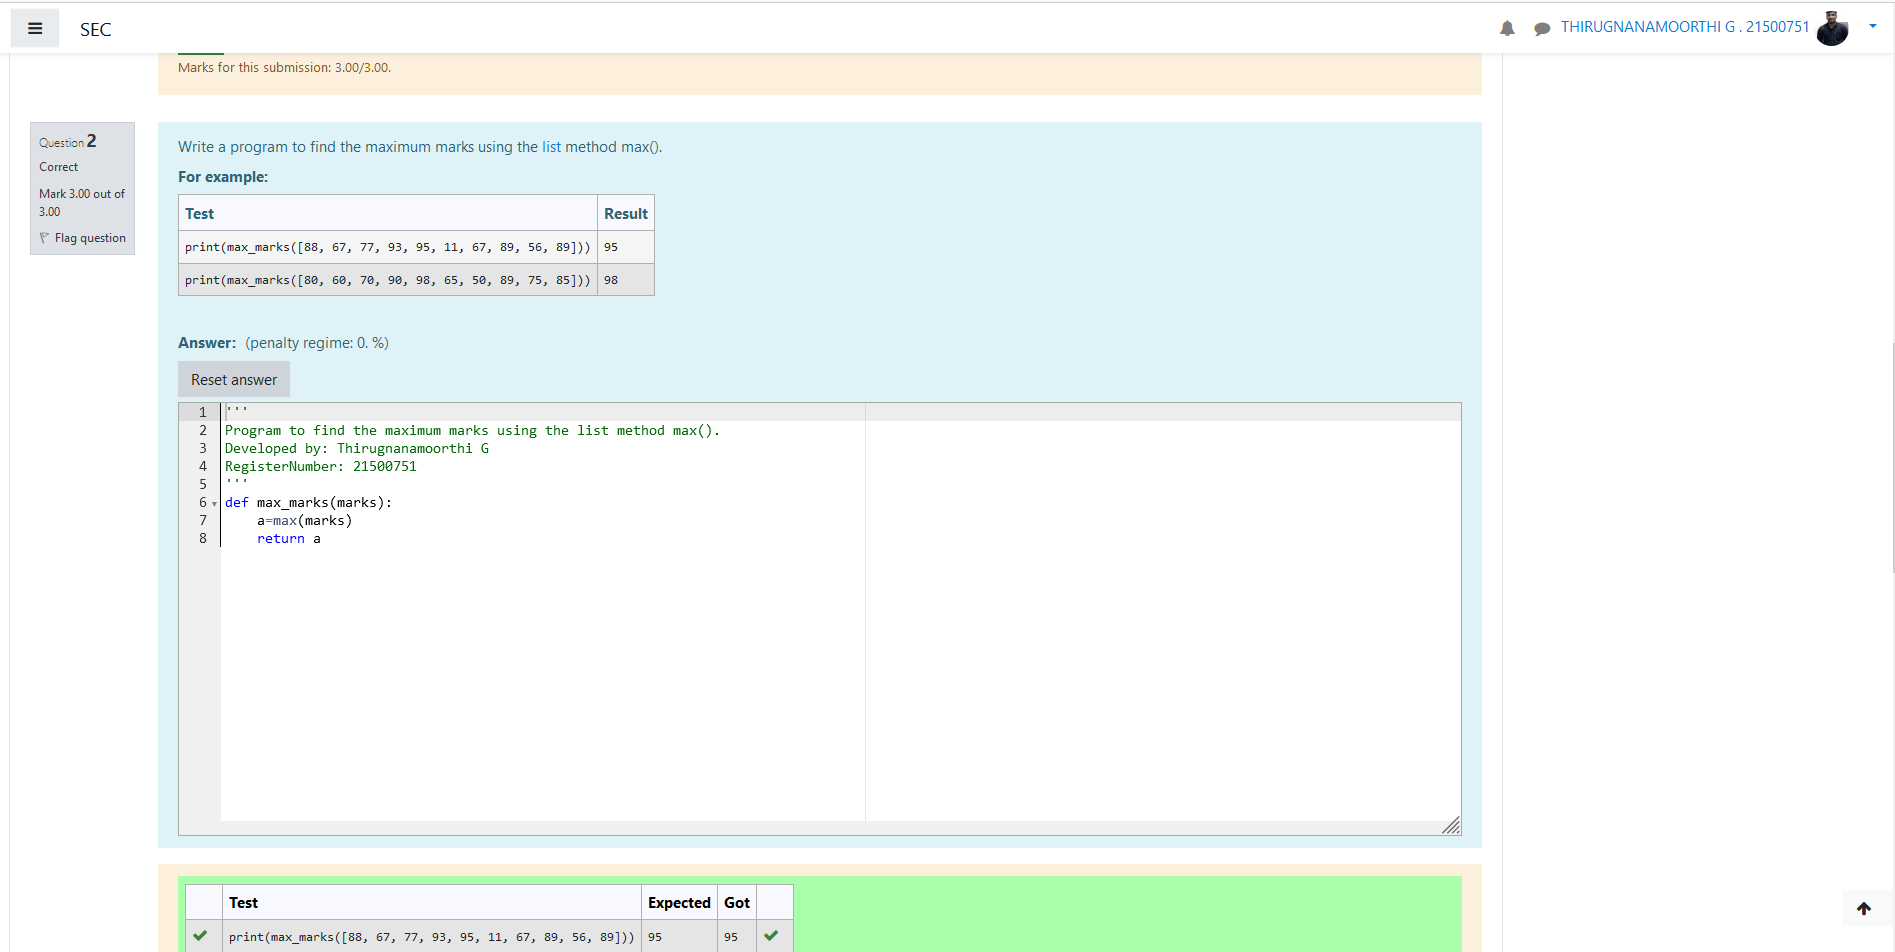 SEC
THIRUGNANAMOORTHI G . 21500751
Marks for this submission: 3.00/3.00.
Question 2
Correct
Mark 3.00 out of
3.00
Flag question
Write a program to find the maximum marks using the list method max().
For example:
Test Result
print(max_marks([88, 67, 77, 93, 95, 11, 67, 89, 56, 89])) 95
print(max_marks([80, 60, 70, 90, 98, 65, 50, 89, 75, 85])) 98
Answer: (penalty regime: 0. %)
Reset answer
1 '''
2 Program to find the maximum marks using the list method max().
3 Developed by: Thirugnanamoorthi G
4 RegisterNumber: 21500751
5 '''
6 def max_marks(marks):
7     a=max(marks)
8     return a
Test Expected Got
print(max_marks([88, 67, 77, 93, 95, 11, 67, 89, 56, 89])) 95 95